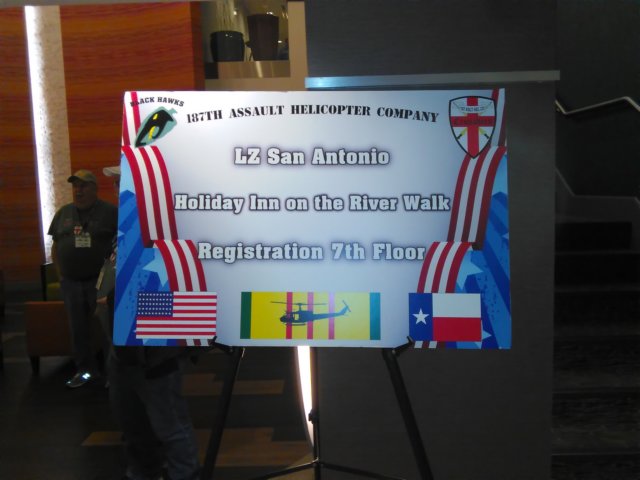 BLACK HAWKS
187TH ASSAULT HELICOPTER COMPANY
LZ San Antonio
Holiday Inn on the River Walk
Registration 7th Floor